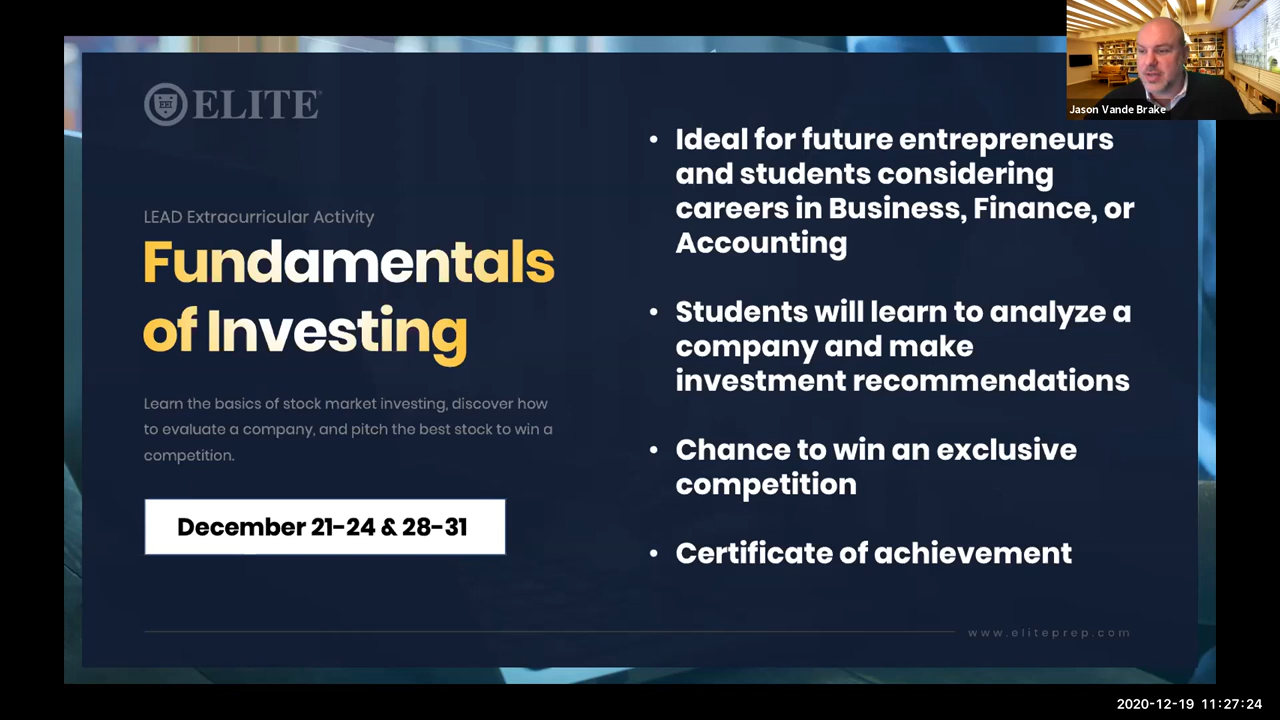 Jason Vande Brake
EEI ELITE
LEAD Extracurricular Activity
Fundamentals
of Investing
Learn the basics of stock market investing, discover how
to evaluate a company, and pitch the best stock to win a
competition.
December 21-24 & 28-31
• Ideal for future entrepreneurs
and students considering
careers in Business, Finance, or
Accounting
• Students will learn to analyze a
company and make
investment recommendations
• Chance to win an exclusive
competition
• Certificate of achievement
www.eliteprep.com
2020-12-19 11:27:24